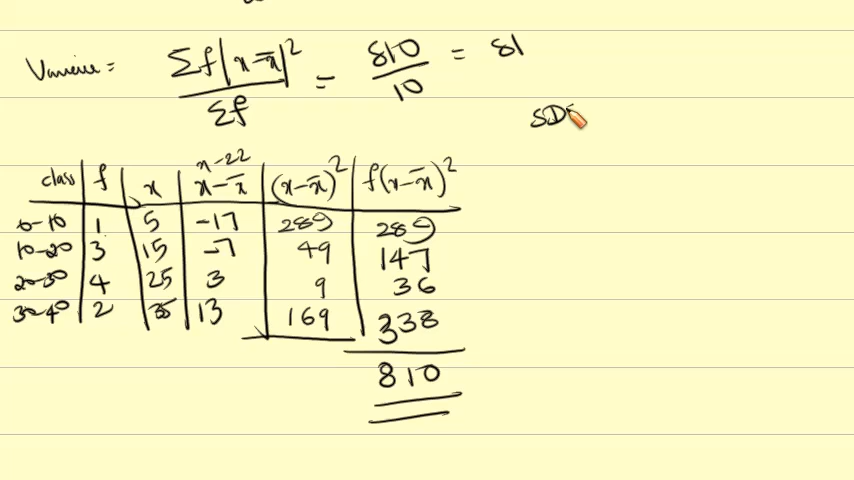 Variance = Σf|x-x̄|² / Σf = 810/10 = 81
SD
x-22
class f x x-x̄ (x-x̄)² f(x-x̄)²
0-10 1 5 -17 289 289
10-20 3 15 -7 49 147
20-30 4 25 3 9 36
30-40 2 35 13 169 338
810